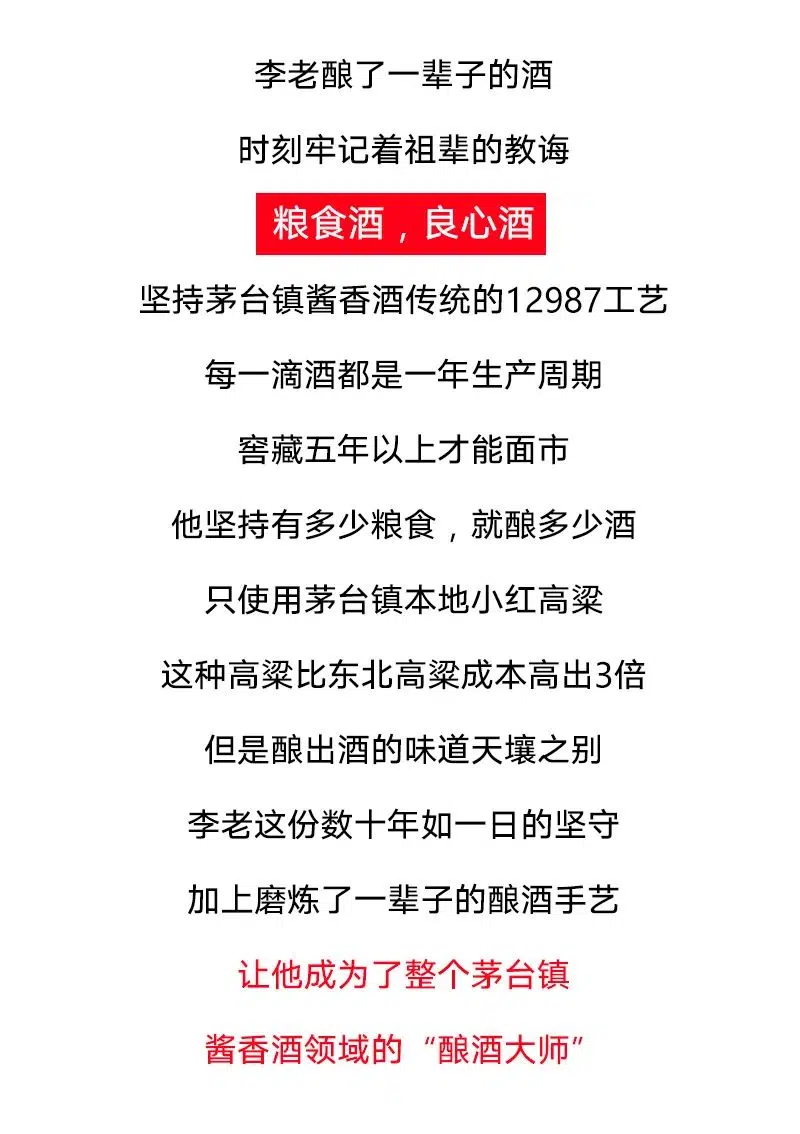 李老酿了一辈子的酒
时刻牢记着祖辈的教诲
粮食酒，良心酒
坚持茅台镇酱香酒传统的12987工艺
每一滴酒都是一年生产周期
窖藏五年以上才能面市
他坚持有多少粮食，就酿多少酒
只使用茅台镇本地小红高粱
这种高粱比东北高粱成本高出3倍
但是酿出酒的味道天壤之别
李老这份数十年如一日的坚守
加上磨炼了一辈子的酿酒手艺
让他成为了整个茅台镇
酱香酒领域的“酿酒大师”